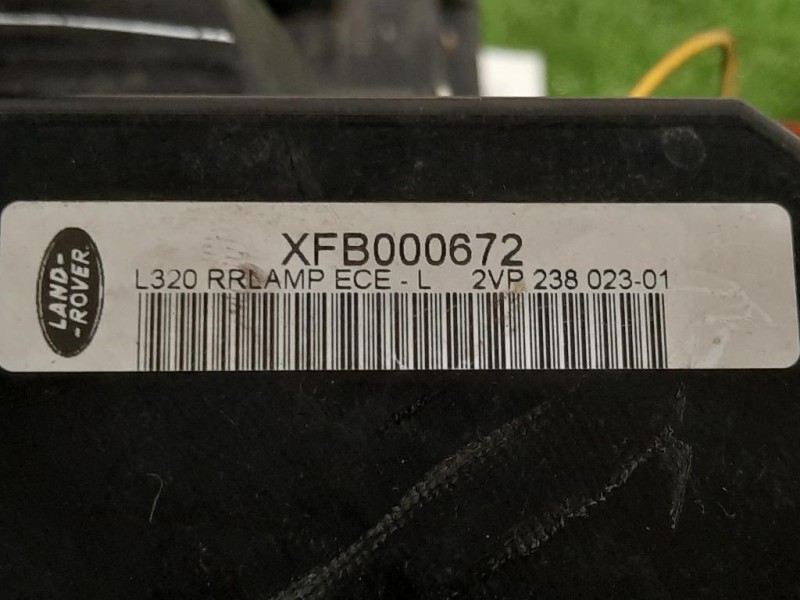 LAND-
-ROVER
XFB000672
L320 RRLAMP ECE - L 2VP 238 023-01